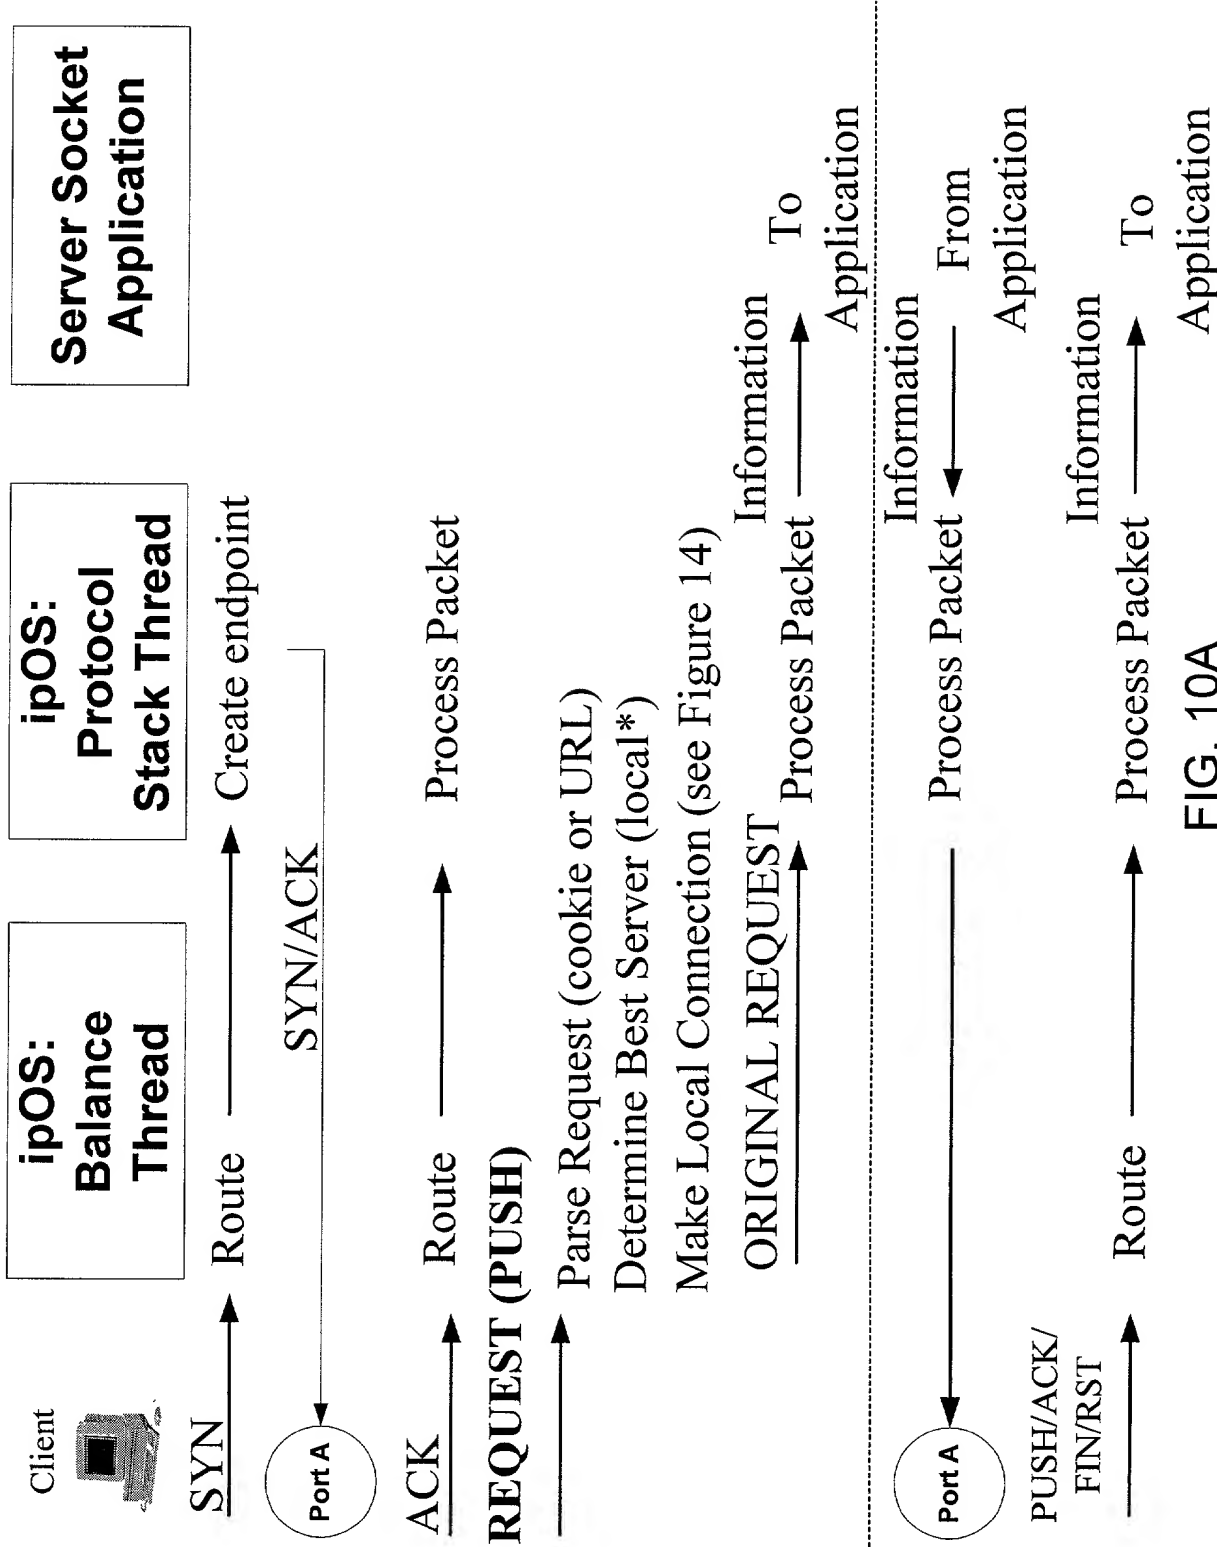 Client
ipOS:
Balance
Thread
ipOS:
Protocol
Stack Thread
Server Socket
Application
SYN
Route
Create endpoint
SYN/ACK
Port A
ACK
Route
Process Packet
REQUEST (PUSH)
Parse Request (cookie or URL)
Determine Best Server (local*)
Make Local Connection (see Figure 14)
ORIGINAL REQUEST
Process Packet
Information
To
Application
Port A
Process Packet
Information
From
Application
PUSH/ACK/
FIN/RST
Route
Process Packet
Information
To
Application
FIG. 10A